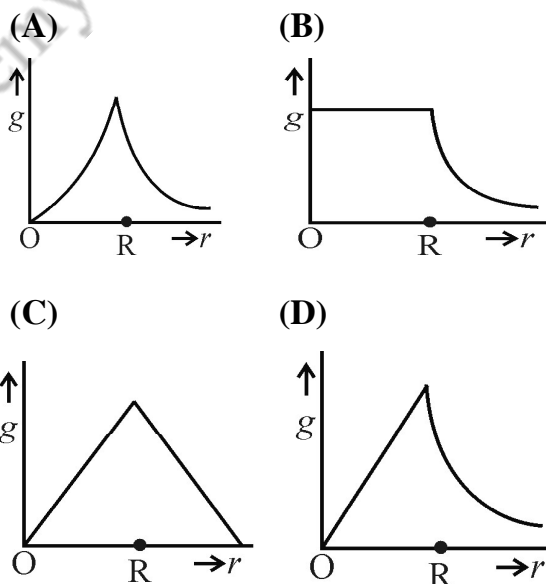 (A) (B)
g g
O R →r O R →r
(C) (D)
g g
O R →r O R →r